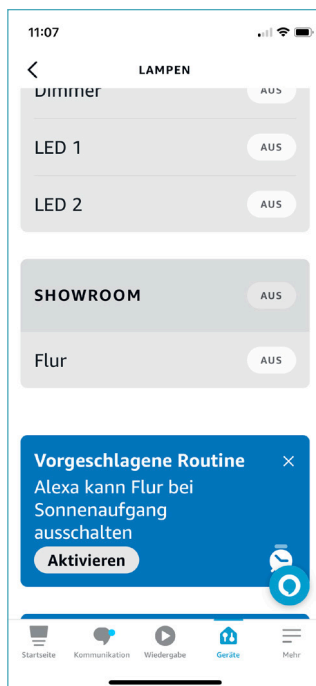 11:07
LAMPEN
Dimmer AUS
LED 1 AUS
LED 2 AUS
SHOWROOM AUS
Flur AUS
Vorgeschlagene Routine
Alexa kann Flur bei
Sonnenaufgang
ausschalten
Aktivieren
Startseite Kommunikation Wiedergabe Geräte Mehr